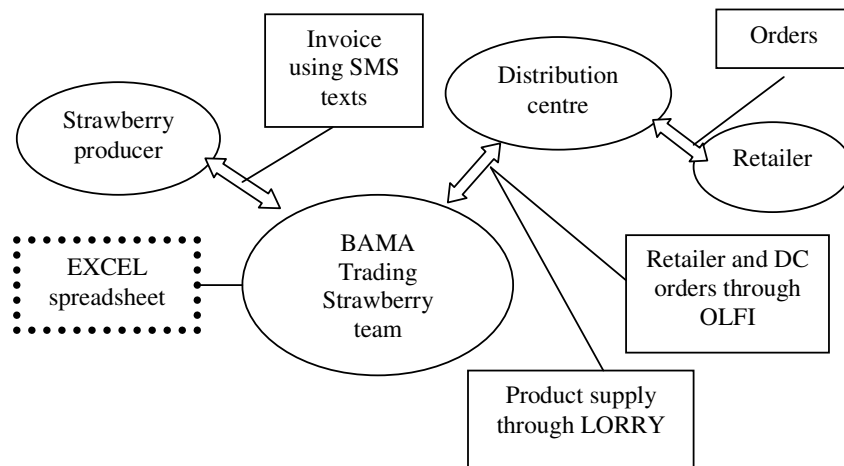 Invoice
using SMS
texts
Orders
Distribution
centre
Strawberry
producer
Retailer
BAMA
Trading
Strawberry
team
EXCEL
spreadsheet
Retailer and DC
orders through
OLFI
Product supply
through LORRY